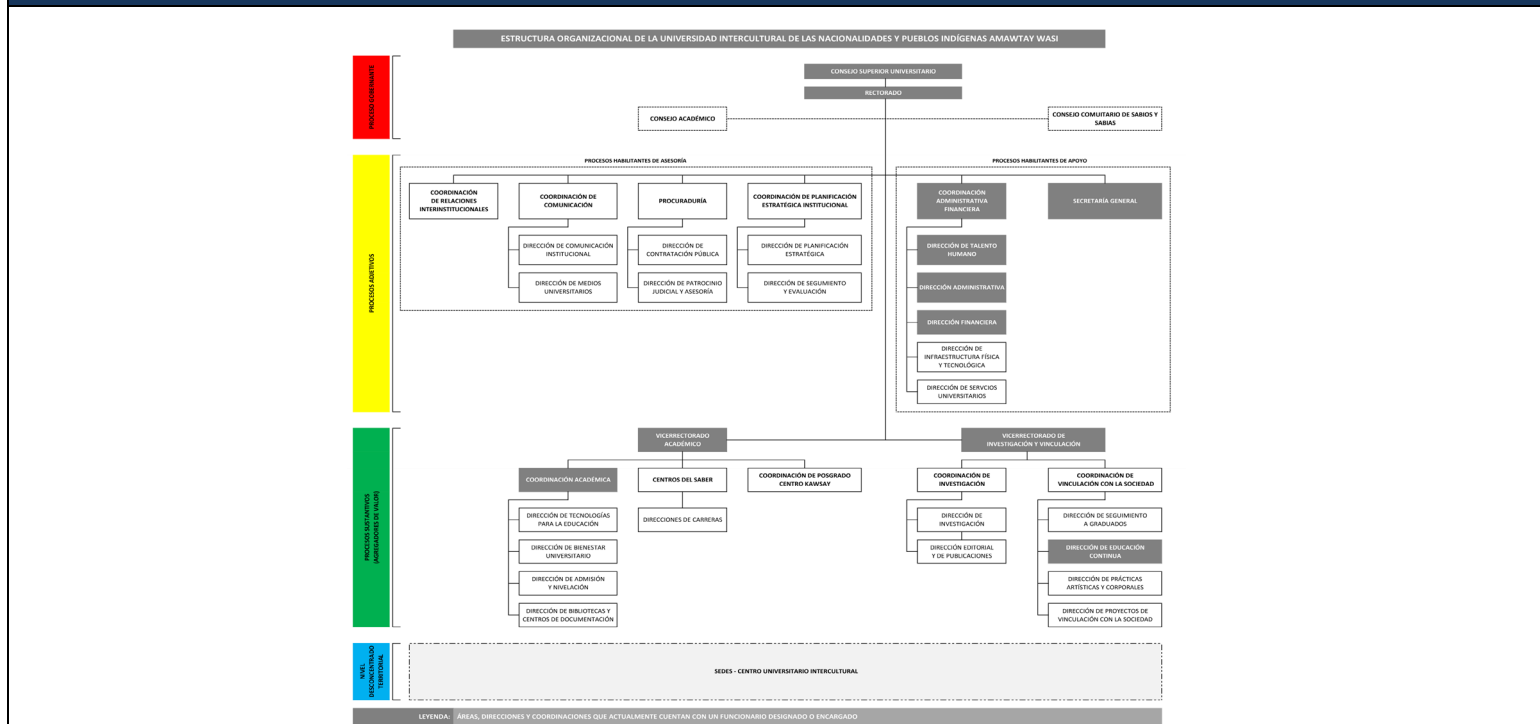 ESTRUCTURA ORGANIZACIONAL DE LA UNIVERSIDAD INTERCULTURAL DE LAS NACIONALIDADES Y PUEBLOS INDÍGENAS AMAWTAY WASI
PROCESO GOBERNANTE
CONSEJO SUPERIOR UNIVERSITARIO
RECTORADO
CONSEJO ACADÉMICO
CONSEJO COMUITARIO DE SABIOS Y
SABIAS
PROCESOS ADJETIVOS
PROCESOS HABILITANTES DE ASESORÍA
PROCESOS HABILITANTES DE APOYO
COORDINACIÓN
DE RELACIONES
INTERINSTITUCIONALES
COORDINACIÓN DE
COMUNICACIÓN
PROCURADURÍA
COORDINACIÓN DE PLANIFICACIÓN
ESTRATÉGICA INSTITUCIONAL
COORDINACIÓN
ADMINISTRATIVA
FINANCIERA
SECRETARÍA GENERAL
DIRECCIÓN DE COMUNICACIÓN
INSTITUCIONAL
DIRECCIÓN DE
CONTRATACIÓN PÚBLICA
DIRECCIÓN DE PLANIFICACIÓN
ESTRATÉGICA
DIRECCIÓN DE TALENTO
HUMANO
DIRECCIÓN DE MEDIOS
UNIVERSITARIOS
DIRECCIÓN DE PATROCINIO
JUDICIAL Y ASESORÍA
DIRECCIÓN DE SEGUMIENTO
Y EVALUACIÓN
DIRECCIÓN ADMINISTRATIVA
DIRECCIÓN FINANCIERA
DIRECCIÓN DE
INFRAESTRUCTURA FÍSICA
Y TECNOLÓGICA
DIRECCIÓN DE SERVCIOS
UNIVERSITARIOS
PROCESOS SUSTANTIVOS
(AGREGADORES DE VALOR)
VICERRECTORADO
ACADÉMICO
VICERRECTORADO DE
INVESTIGACIÓN Y VINCULACIÓN
COORDINACIÓN ACADÉMICA
CENTROS DEL SABER
COORDINACIÓN DE POSGRADO
CENTRO KAWSAY
COORDINACIÓN DE
INVESTIGACIÓN
COORDINACIÓN DE
VINCULACIÓN CON LA SOCIEDAD
DIRECCIÓN DE TECNOLOGÍAS
PARA LA EDUCACIÓN
DIRECCIONES DE CARRERAS
DIRECCIÓN DE
INVESTIGACIÓN
DIRECCIÓN DE SEGUIMIENTO
A GRADUADOS
DIRECCIÓN DE BIENESTAR
UNIVERSITARIO
DIRECCIÓN EDITORIAL
Y DE PUBLICACIONES
DIRECCIÓN DE EDUCACIÓN
CONTINUA
DIRECCIÓN DE ADMISIÓN
Y NIVELACIÓN
DIRECCIÓN DE PRÁCTICAS
ARTÍSTICAS Y CORPORALES
DIRECCIÓN DE BIBLIOTECAS Y
CENTROS DE DOCUMENTACIÓN
DIRECCIÓN DE PROYECTOS DE
VINCULACIÓN CON LA SOCIEDAD
NIVEL
DESCONCENTRADO
TERRITORIAL
SEDES - CENTRO UNIVERSITARIO INTERCULTURAL
LEYENDA: ÁREAS, DIRECCIONES Y COORDINACIONES QUE ACTUALMENTE CUENTAN CON UN FUNCIONARIO DESIGNADO O ENCARGADO